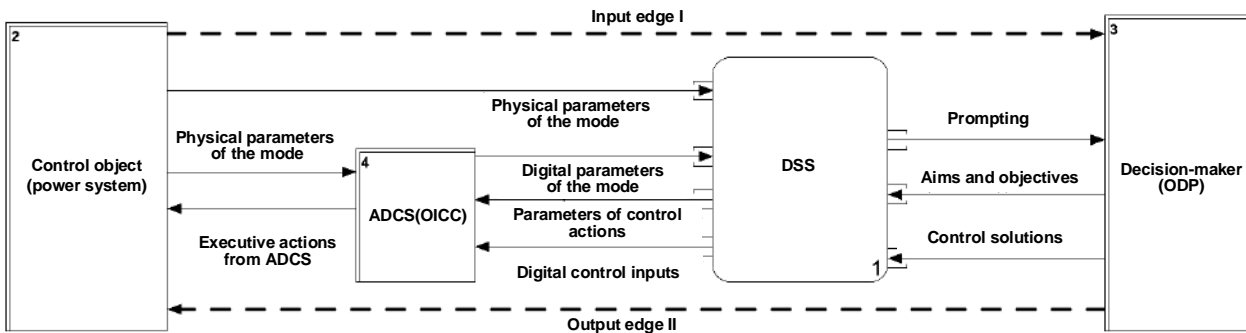 Input edge I
2
3
Physical parameters
of the mode
Physical parameters
of the mode
Prompting
Control object
(power system)
4
Digital parameters
of the mode
DSS
Decision-maker
(ODP)
Aims and objectives
ADCS(OICC)
Parameters of control
actions
Executive actions
from ADCS
Control solutions
Digital control inputs
1
Output edge II